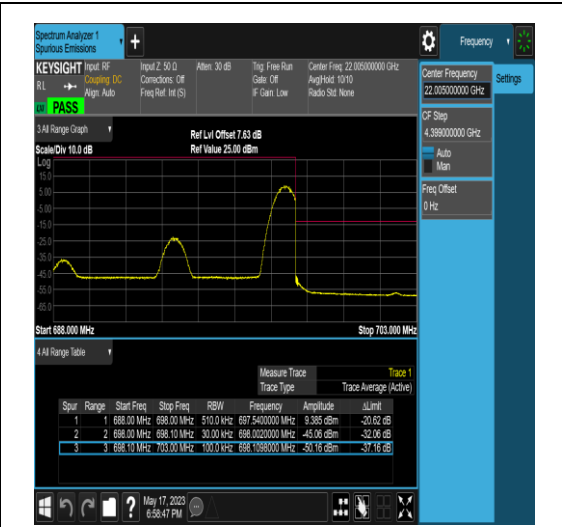 Spectrum Analyzer 1
Spurious Emissions
Frequency
KEYSIGHT Input: RF Input Z: 50 Ω Atten: 30 dB Trig: Free Run Center Freq: 22.005000000 GHz
RL Coupling: DC Corrections: Off Gate: Off Avg|Hold: 10/10
Align: Auto Freq Ref: Int (S) IF Gain: Low Radio Std: None
PASS
Center Frequency
22.005000000 GHz
Settings
CF Step
4.399000000 GHz
Auto
Man
Freq Offset
0 Hz
3 All Range Graph
Ref Lvl Offset 7.63 dB
Scale/Div 10.0 dB Ref Value 25.00 dBm
Log
15.0
5.00
-5.00
-15.0
-25.0
-35.0
-45.0
-55.0
-65.0
Start 688.000 MHz Stop 703.000 MHz
4 All Range Table
Measure Trace Trace 1
Trace Type Trace Average (Active)
Spur Range Start Freq Stop Freq RBW Frequency Amplitude ΔLimit
1 1 688.00 MHz 698.00 MHz 510.0 kHz 697.5400000 MHz 9.385 dBm -20.62 dB
2 2 698.00 MHz 698.10 MHz 30.00 kHz 698.0020000 MHz -45.06 dBm -32.06 dB
3 3 698.10 MHz 703.00 MHz 100.0 kHz 698.1098000 MHz -50.16 dBm -37.16 dB
?
May 17, 2023
6:58:47 PM